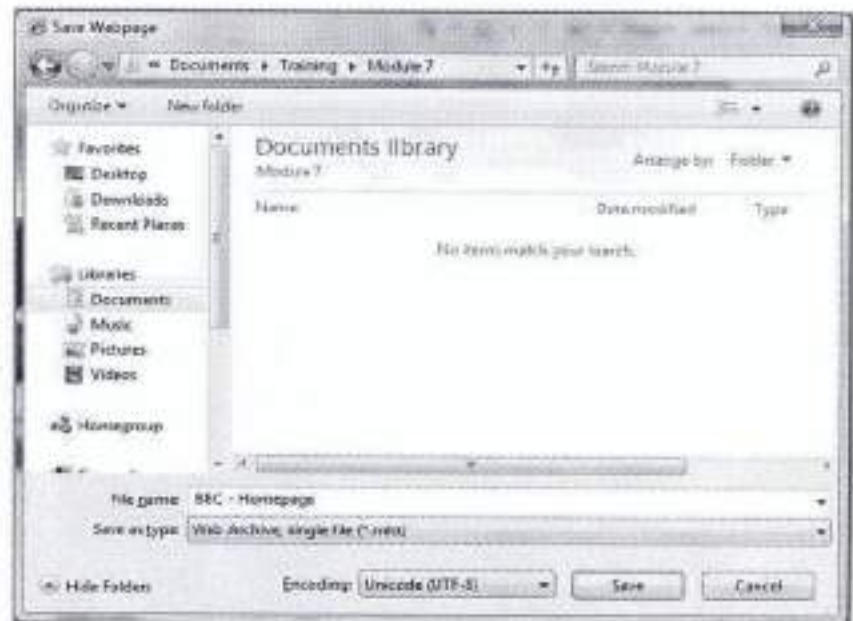 Save Webpage
« Documents ▸ Training ▸ Module 7
Search Module 7
Organize
New folder
Favorites
Desktop
Downloads
Recent Places
Libraries
Documents
Music
Pictures
Videos
Homegroup
Documents library
Module 7
Arrange by: Folder
Name
Date modified
Type
No items match your search.
File name: BBC - Homepage
Save as type: Web Archive, single file (*.mht)
Hide Folders
Encoding: Unicode (UTF-8)
Save
Cancel